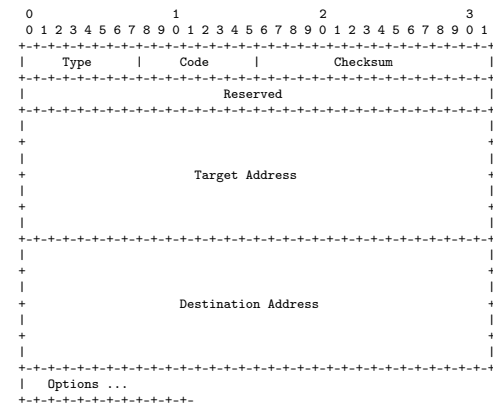 0                   1                   2                   3
0 1 2 3 4 5 6 7 8 9 0 1 2 3 4 5 6 7 8 9 0 1 2 3 4 5 6 7 8 9 0 1
+-+-+-+-+-+-+-+-+-+-+-+-+-+-+-+-+-+-+-+-+-+-+-+-+-+-+-+-+-+-+-+-+
|     Type      |     Code      |          Checksum             |
+-+-+-+-+-+-+-+-+-+-+-+-+-+-+-+-+-+-+-+-+-+-+-+-+-+-+-+-+-+-+-+-+
|                           Reserved                            |
+-+-+-+-+-+-+-+-+-+-+-+-+-+-+-+-+-+-+-+-+-+-+-+-+-+-+-+-+-+-+-+-+
|                                                               |
+                                                               +
|                                                               |
+                       Target Address                          +
|                                                               |
+                                                               +
|                                                               |
+-+-+-+-+-+-+-+-+-+-+-+-+-+-+-+-+-+-+-+-+-+-+-+-+-+-+-+-+-+-+-+-+
|                                                               |
+                                                               +
|                                                               |
+                     Destination Address                       +
|                                                               |
+                                                               +
|                                                               |
+-+-+-+-+-+-+-+-+-+-+-+-+-+-+-+-+-+-+-+-+-+-+-+-+-+-+-+-+-+-+-+-+
|   Options ...
+-+-+-+-+-+-+-+-+-+-+-+-